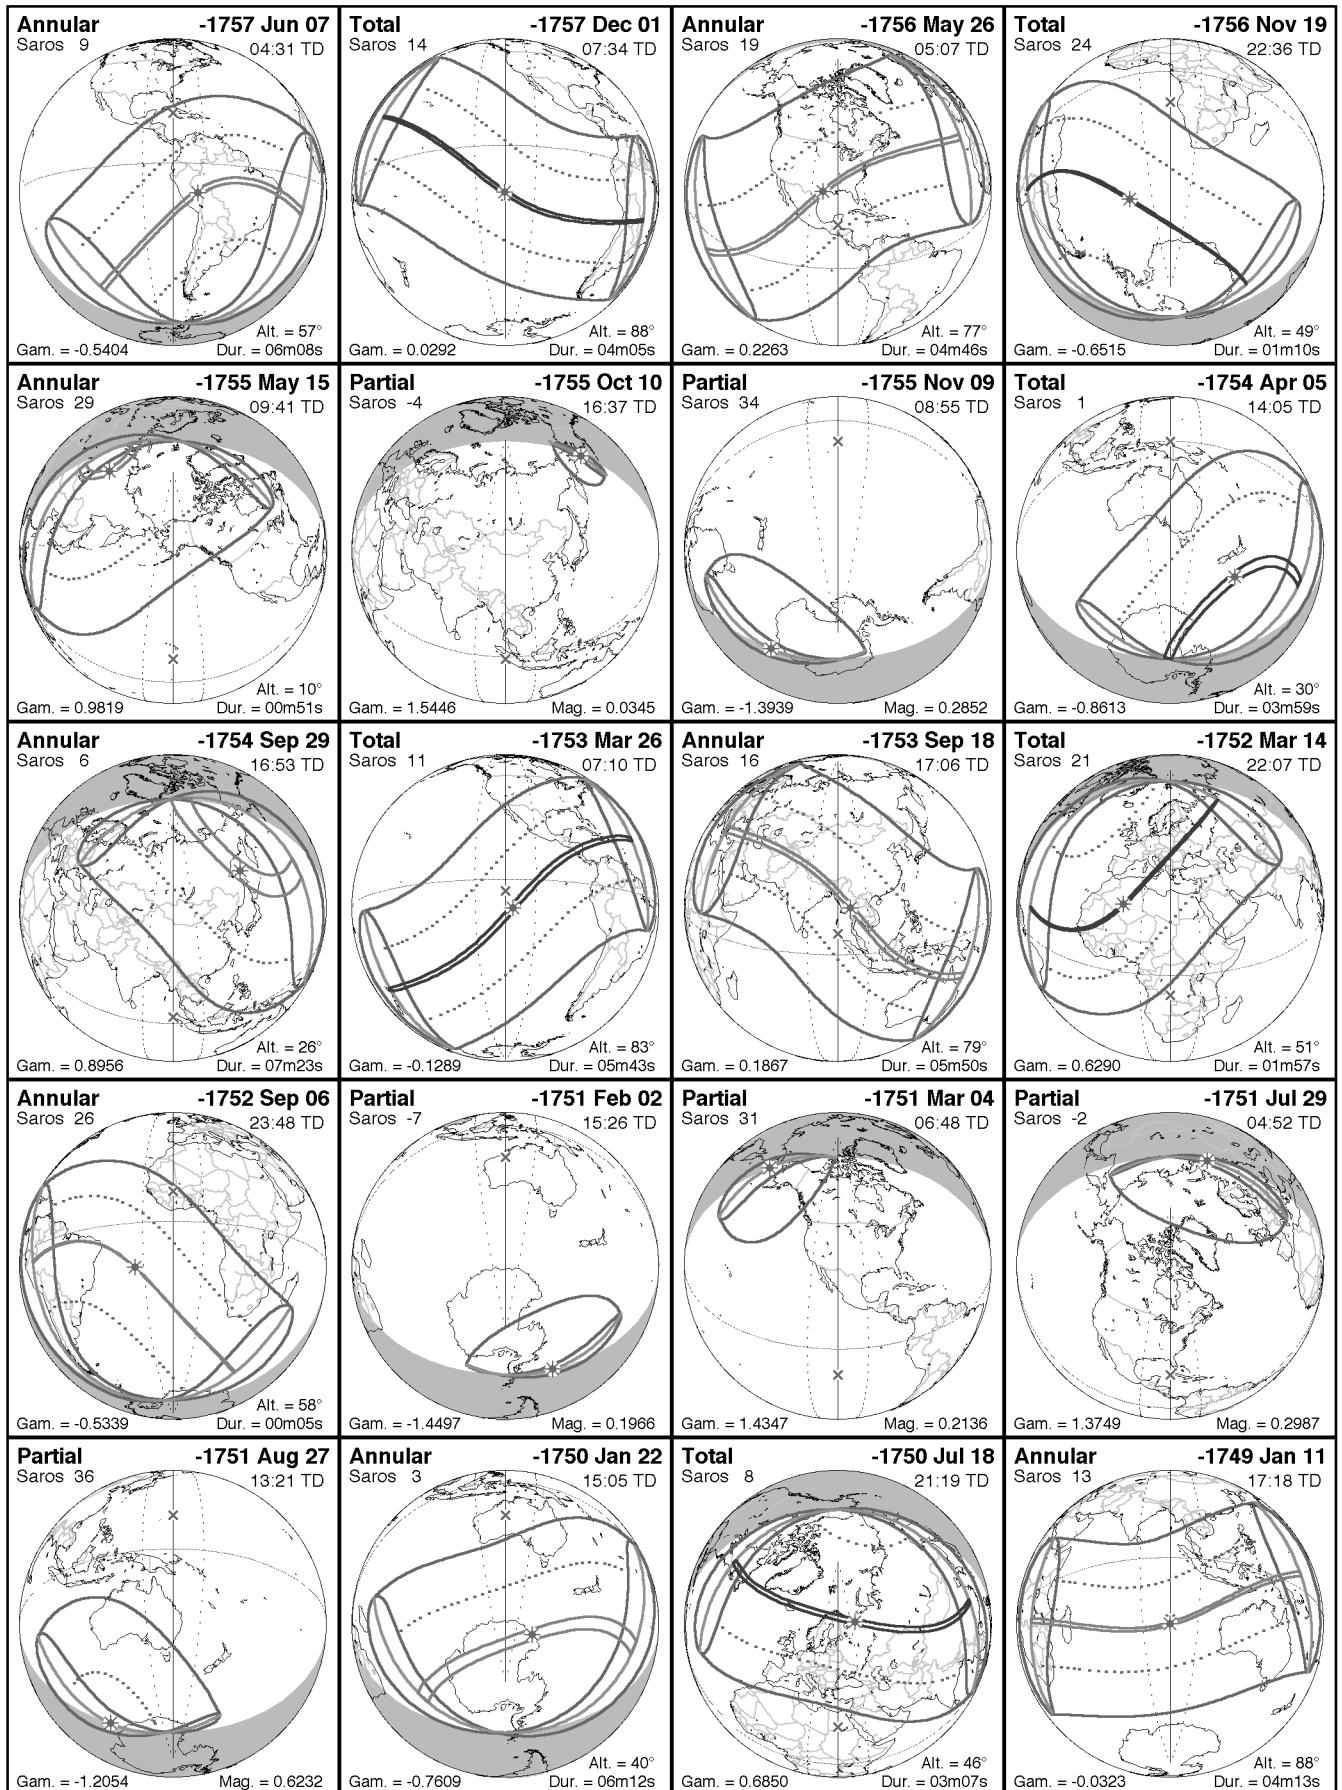 Annular -1757 Jun 07
Saros 9 04:31 TD
Alt. = 57°
Gam. = -0.5404 Dur. = 06m08s
Total -1757 Dec 01
Saros 14 07:34 TD
Alt. = 88°
Gam. = 0.0292 Dur. = 04m05s
Annular -1756 May 26
Saros 19 05:07 TD
Alt. = 77°
Gam. = 0.2263 Dur. = 04m46s
Total -1756 Nov 19
Saros 24 22:36 TD
Alt. = 49°
Gam. = -0.6515 Dur. = 01m10s
Annular -1755 May 15
Saros 29 09:41 TD
Alt. = 10°
Gam. = 0.9819 Dur. = 00m51s
Partial -1755 Oct 10
Saros -4 16:37 TD
Gam. = 1.5446 Mag. = 0.0345
Partial -1755 Nov 09
Saros 34 08:55 TD
Gam. = -1.3939 Mag. = 0.2852
Total -1754 Apr 05
Saros 1 14:05 TD
Alt. = 30°
Gam. = -0.8613 Dur. = 03m59s
Annular -1754 Sep 29
Saros 6 16:53 TD
Alt. = 26°
Gam. = 0.8956 Dur. = 07m23s
Total -1753 Mar 26
Saros 11 07:10 TD
Alt. = 83°
Gam. = -0.1289 Dur. = 05m43s
Annular -1753 Sep 18
Saros 16 17:06 TD
Alt. = 79°
Gam. = 0.1867 Dur. = 05m50s
Total -1752 Mar 14
Saros 21 22:07 TD
Alt. = 51°
Gam. = 0.6290 Dur. = 01m57s
Annular -1752 Sep 06
Saros 26 23:48 TD
Alt. = 58°
Gam. = -0.5339 Dur. = 00m05s
Partial -1751 Feb 02
Saros -7 15:26 TD
Gam. = -1.4497 Mag. = 0.1966
Partial -1751 Mar 04
Saros 31 06:48 TD
Gam. = 1.4347 Mag. = 0.2136
Partial -1751 Jul 29
Saros -2 04:52 TD
Gam. = 1.3749 Mag. = 0.2987
Partial -1751 Aug 27
Saros 36 13:21 TD
Gam. = -1.2054 Mag. = 0.6232
Annular -1750 Jan 22
Saros 3 15:05 TD
Alt. = 40°
Gam. = -0.7609 Dur. = 06m12s
Total -1750 Jul 18
Saros 8 21:19 TD
Alt. = 46°
Gam. = 0.6850 Dur. = 03m07s
Annular -1749 Jan 11
Saros 13 17:18 TD
Alt. = 88°
Gam. = -0.0323 Dur. = 04m13s